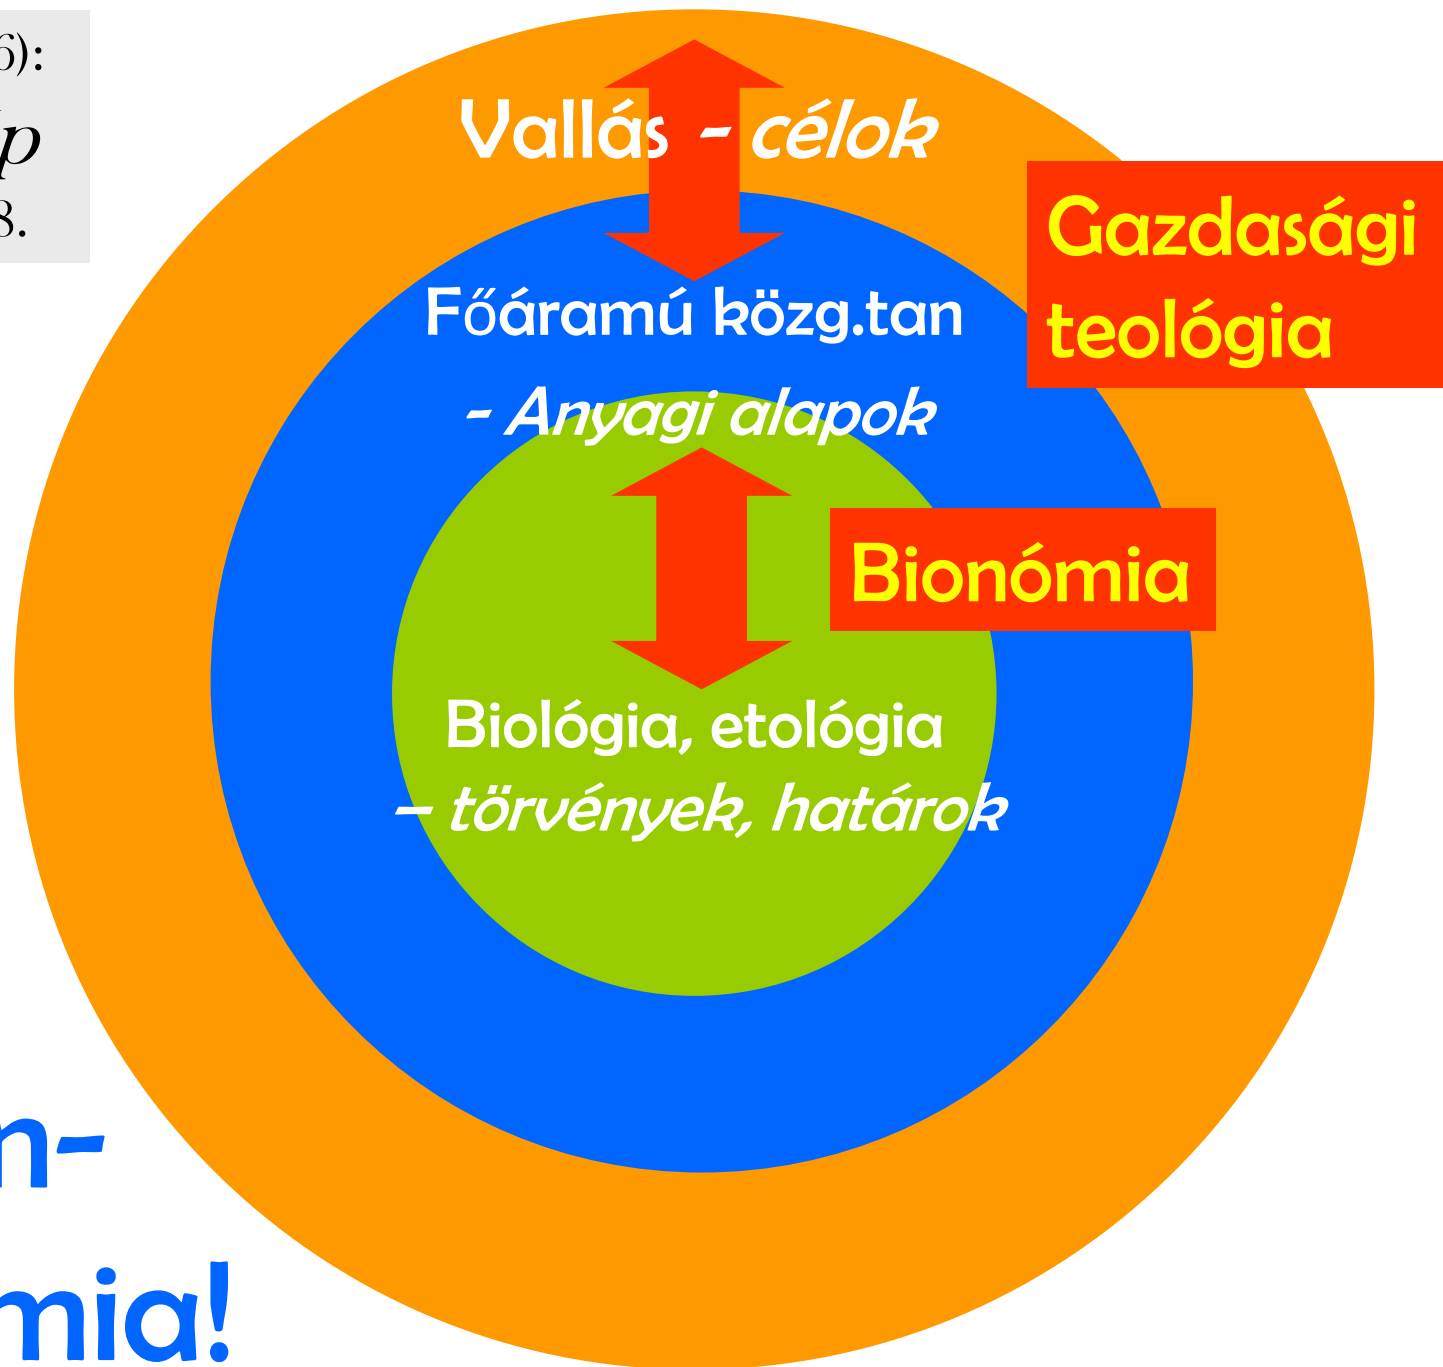 6):
p
8.
Vallás - célok
Gazdasági
teológia
Főáramú közg.tan
- Anyagi alapok
Bionómia
Biológia, etológia
– törvények, határok
n-
mia!